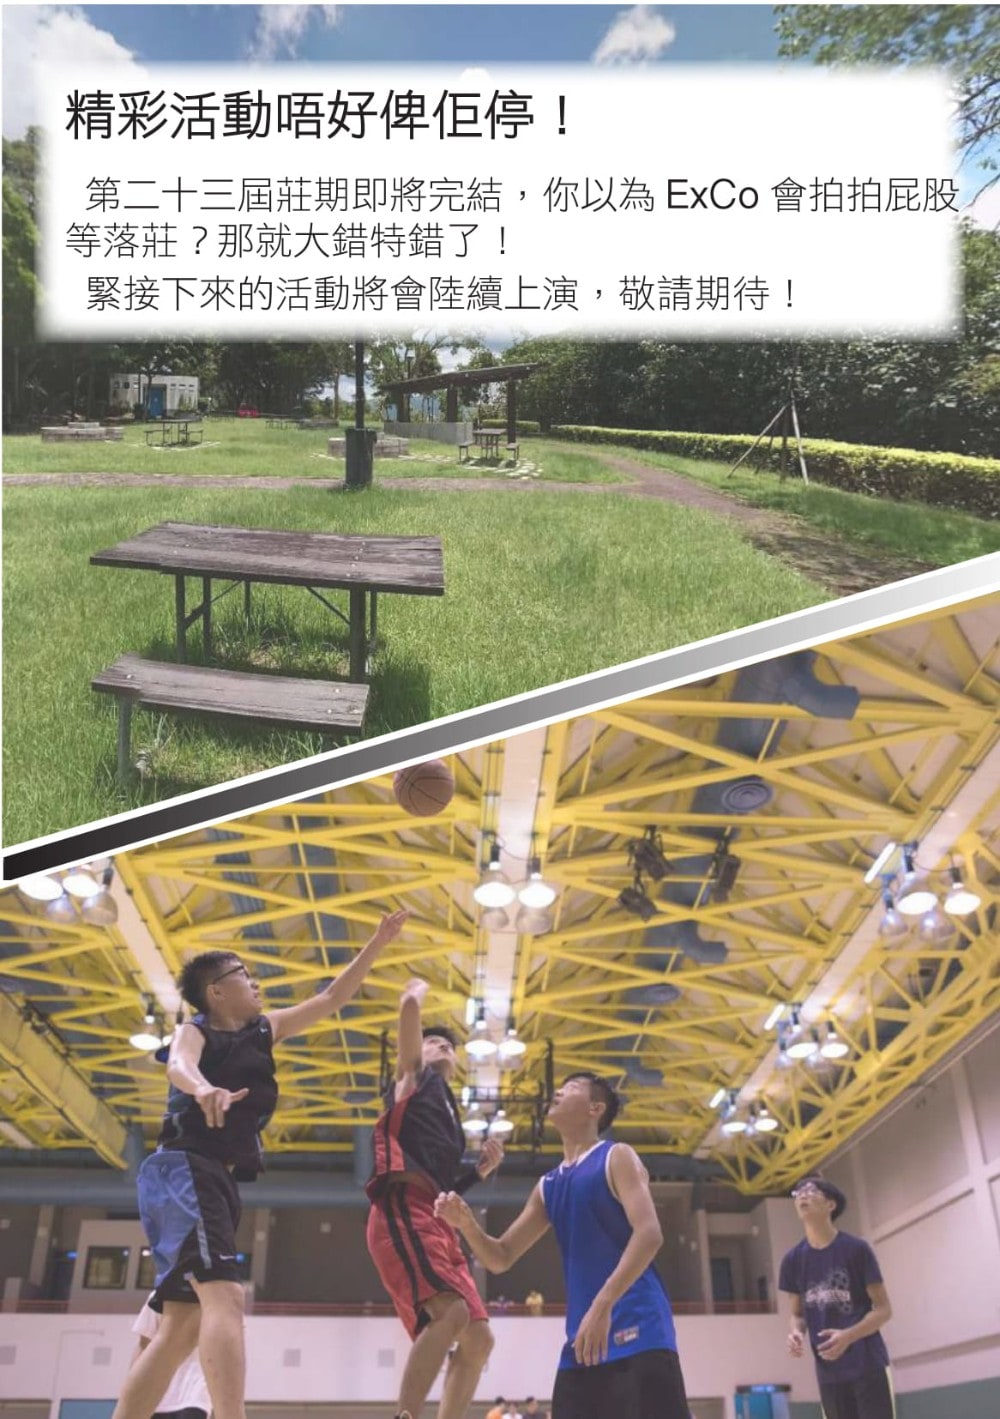 精彩活動唔好俾佢停！
第二十三屆莊期即將完結，你以為 ExCo 會拍拍屁股
等落莊？那就大錯特錯了！
緊接下來的活動將會陸續上演，敬請期待！